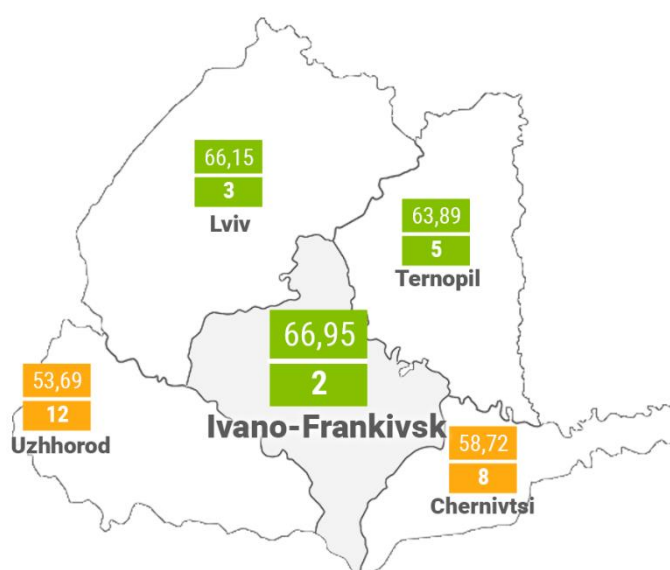 66,15
3
Lviv
63,89
5
Ternopil
66,95
2
Ivano-Frankivsk
53,69
12
Uzhhorod
58,72
8
Chernivtsi